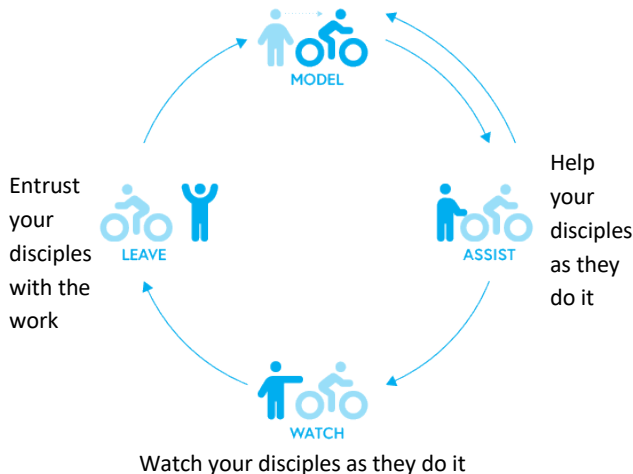 MODEL
Help
your
disciples
as they
do it
ASSIST
Entrust
your
disciples
with the
work
LEAVE
WATCH
Watch your disciples as they do it